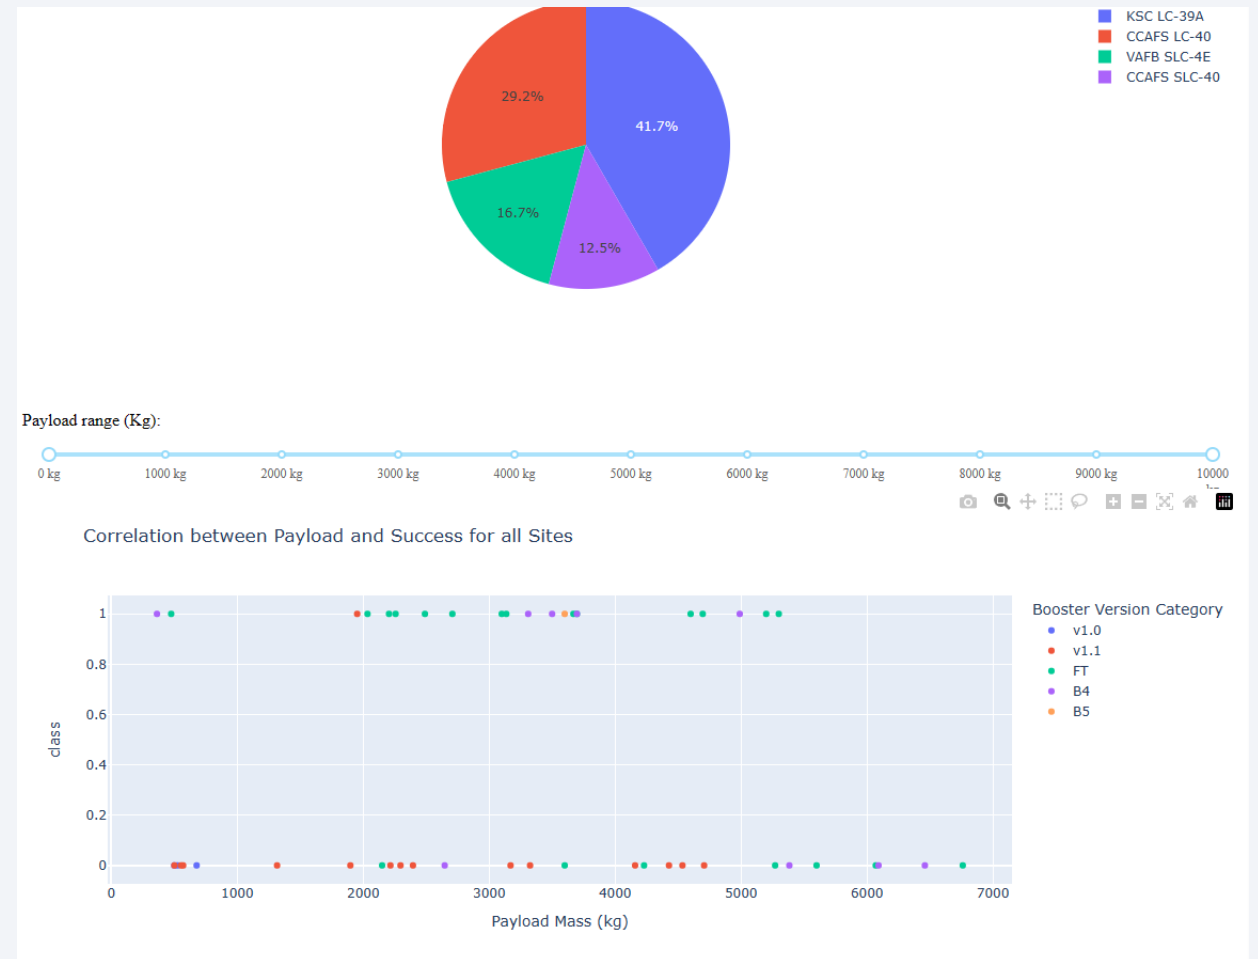 KSC LC-39A
CCAFS LC-40
VAFB SLC-4E
CCAFS SLC-40
29.2%
41.7%
16.7%
12.5%
Payload range (Kg):
0 kg 1000 kg 2000 kg 3000 kg 4000 kg 5000 kg 6000 kg 7000 kg 8000 kg 9000 kg 10000
Correlation between Payload and Success for all Sites
Booster Version Category
v1.0
v1.1
FT
B4
B5
1
0.8
0.6
0.4
0.2
0
class
0 1000 2000 3000 4000 5000 6000 7000
Payload Mass (kg)